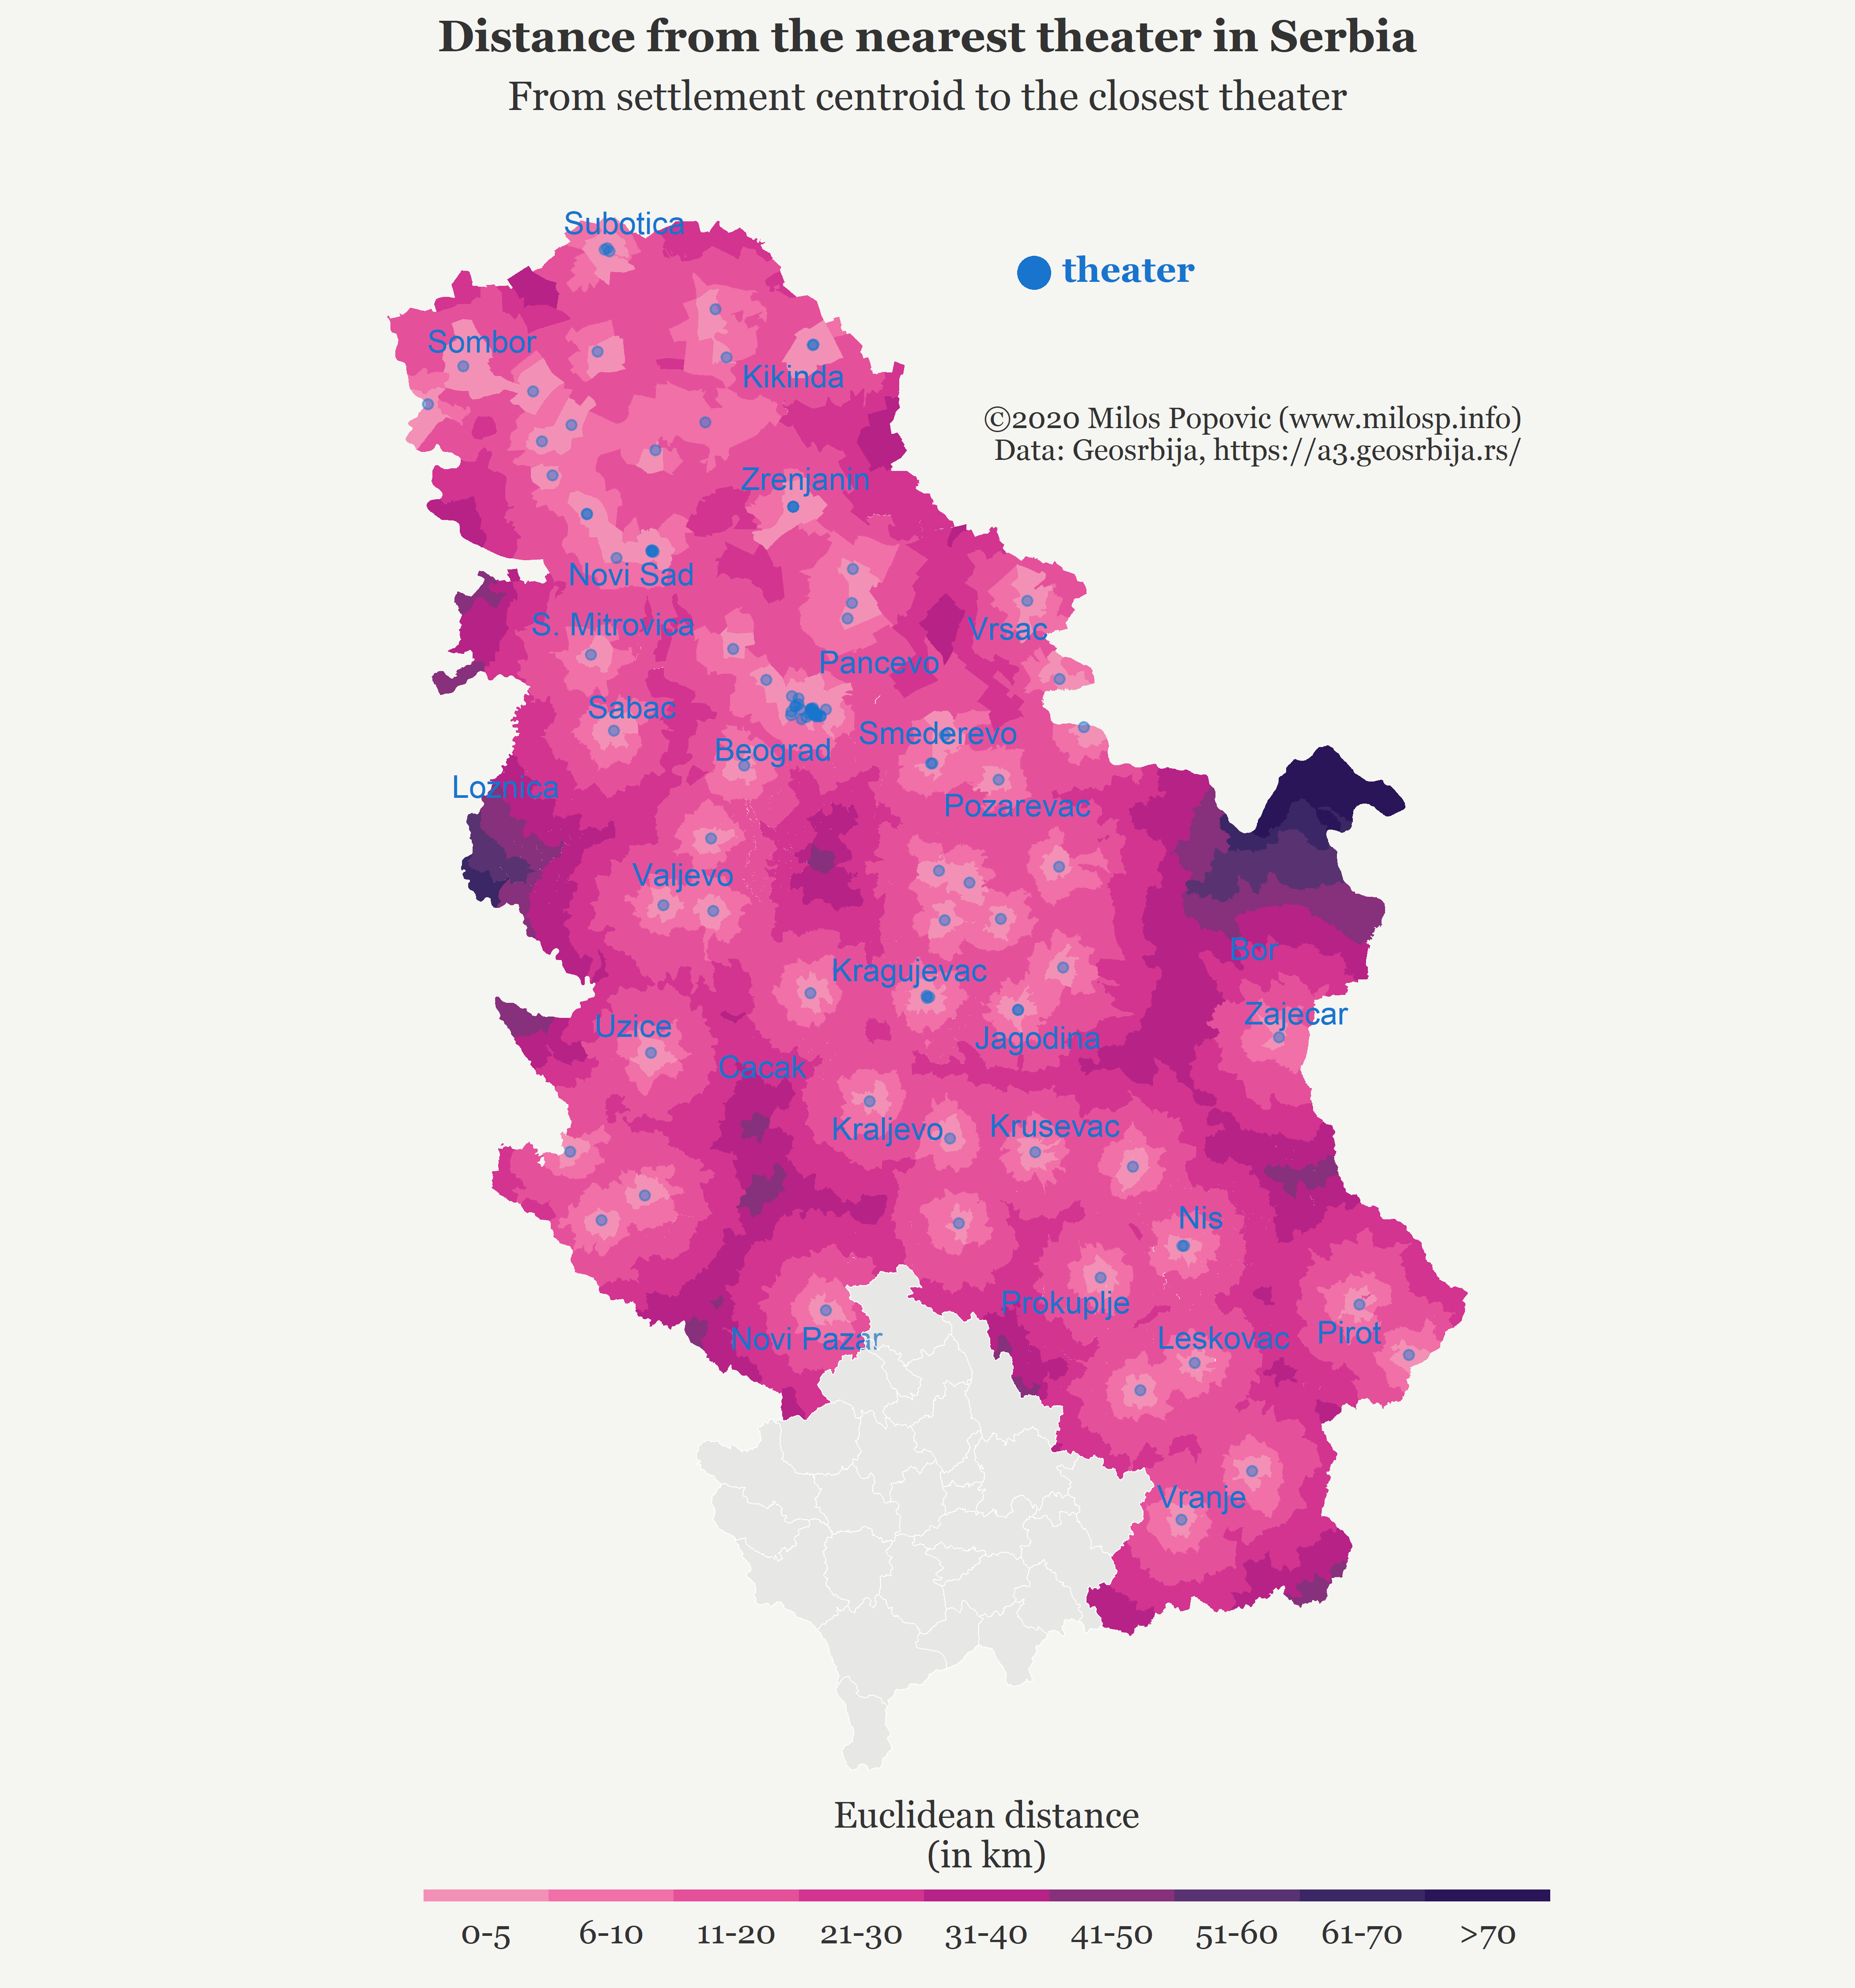 Distance from the nearest theater in Serbia
From settlement centroid to the closest theater
Subotica
theater
Sombor
Kikinda
©2020 Milos Popovic (www.milosp.info)
Data: Geosrbija, https://a3.geosrbija.rs/
Zrenjanin
Novi Sad
S. Mitrovica
Vrsac
Pancevo
Sabac
Smederevo
Beograd
Loznica
Pozarevac
Valjevo
Bor
Kragujevac
Zajecar
Uzice
Jagodina
Cacak
Kraljevo
Krusevac
Nis
Prokuplje
Novi Pazar
Leskovac
Pirot
Vranje
Euclidean distance
(in km)
0-5 6-10 11-20 21-30 31-40 41-50 51-60 61-70 >70